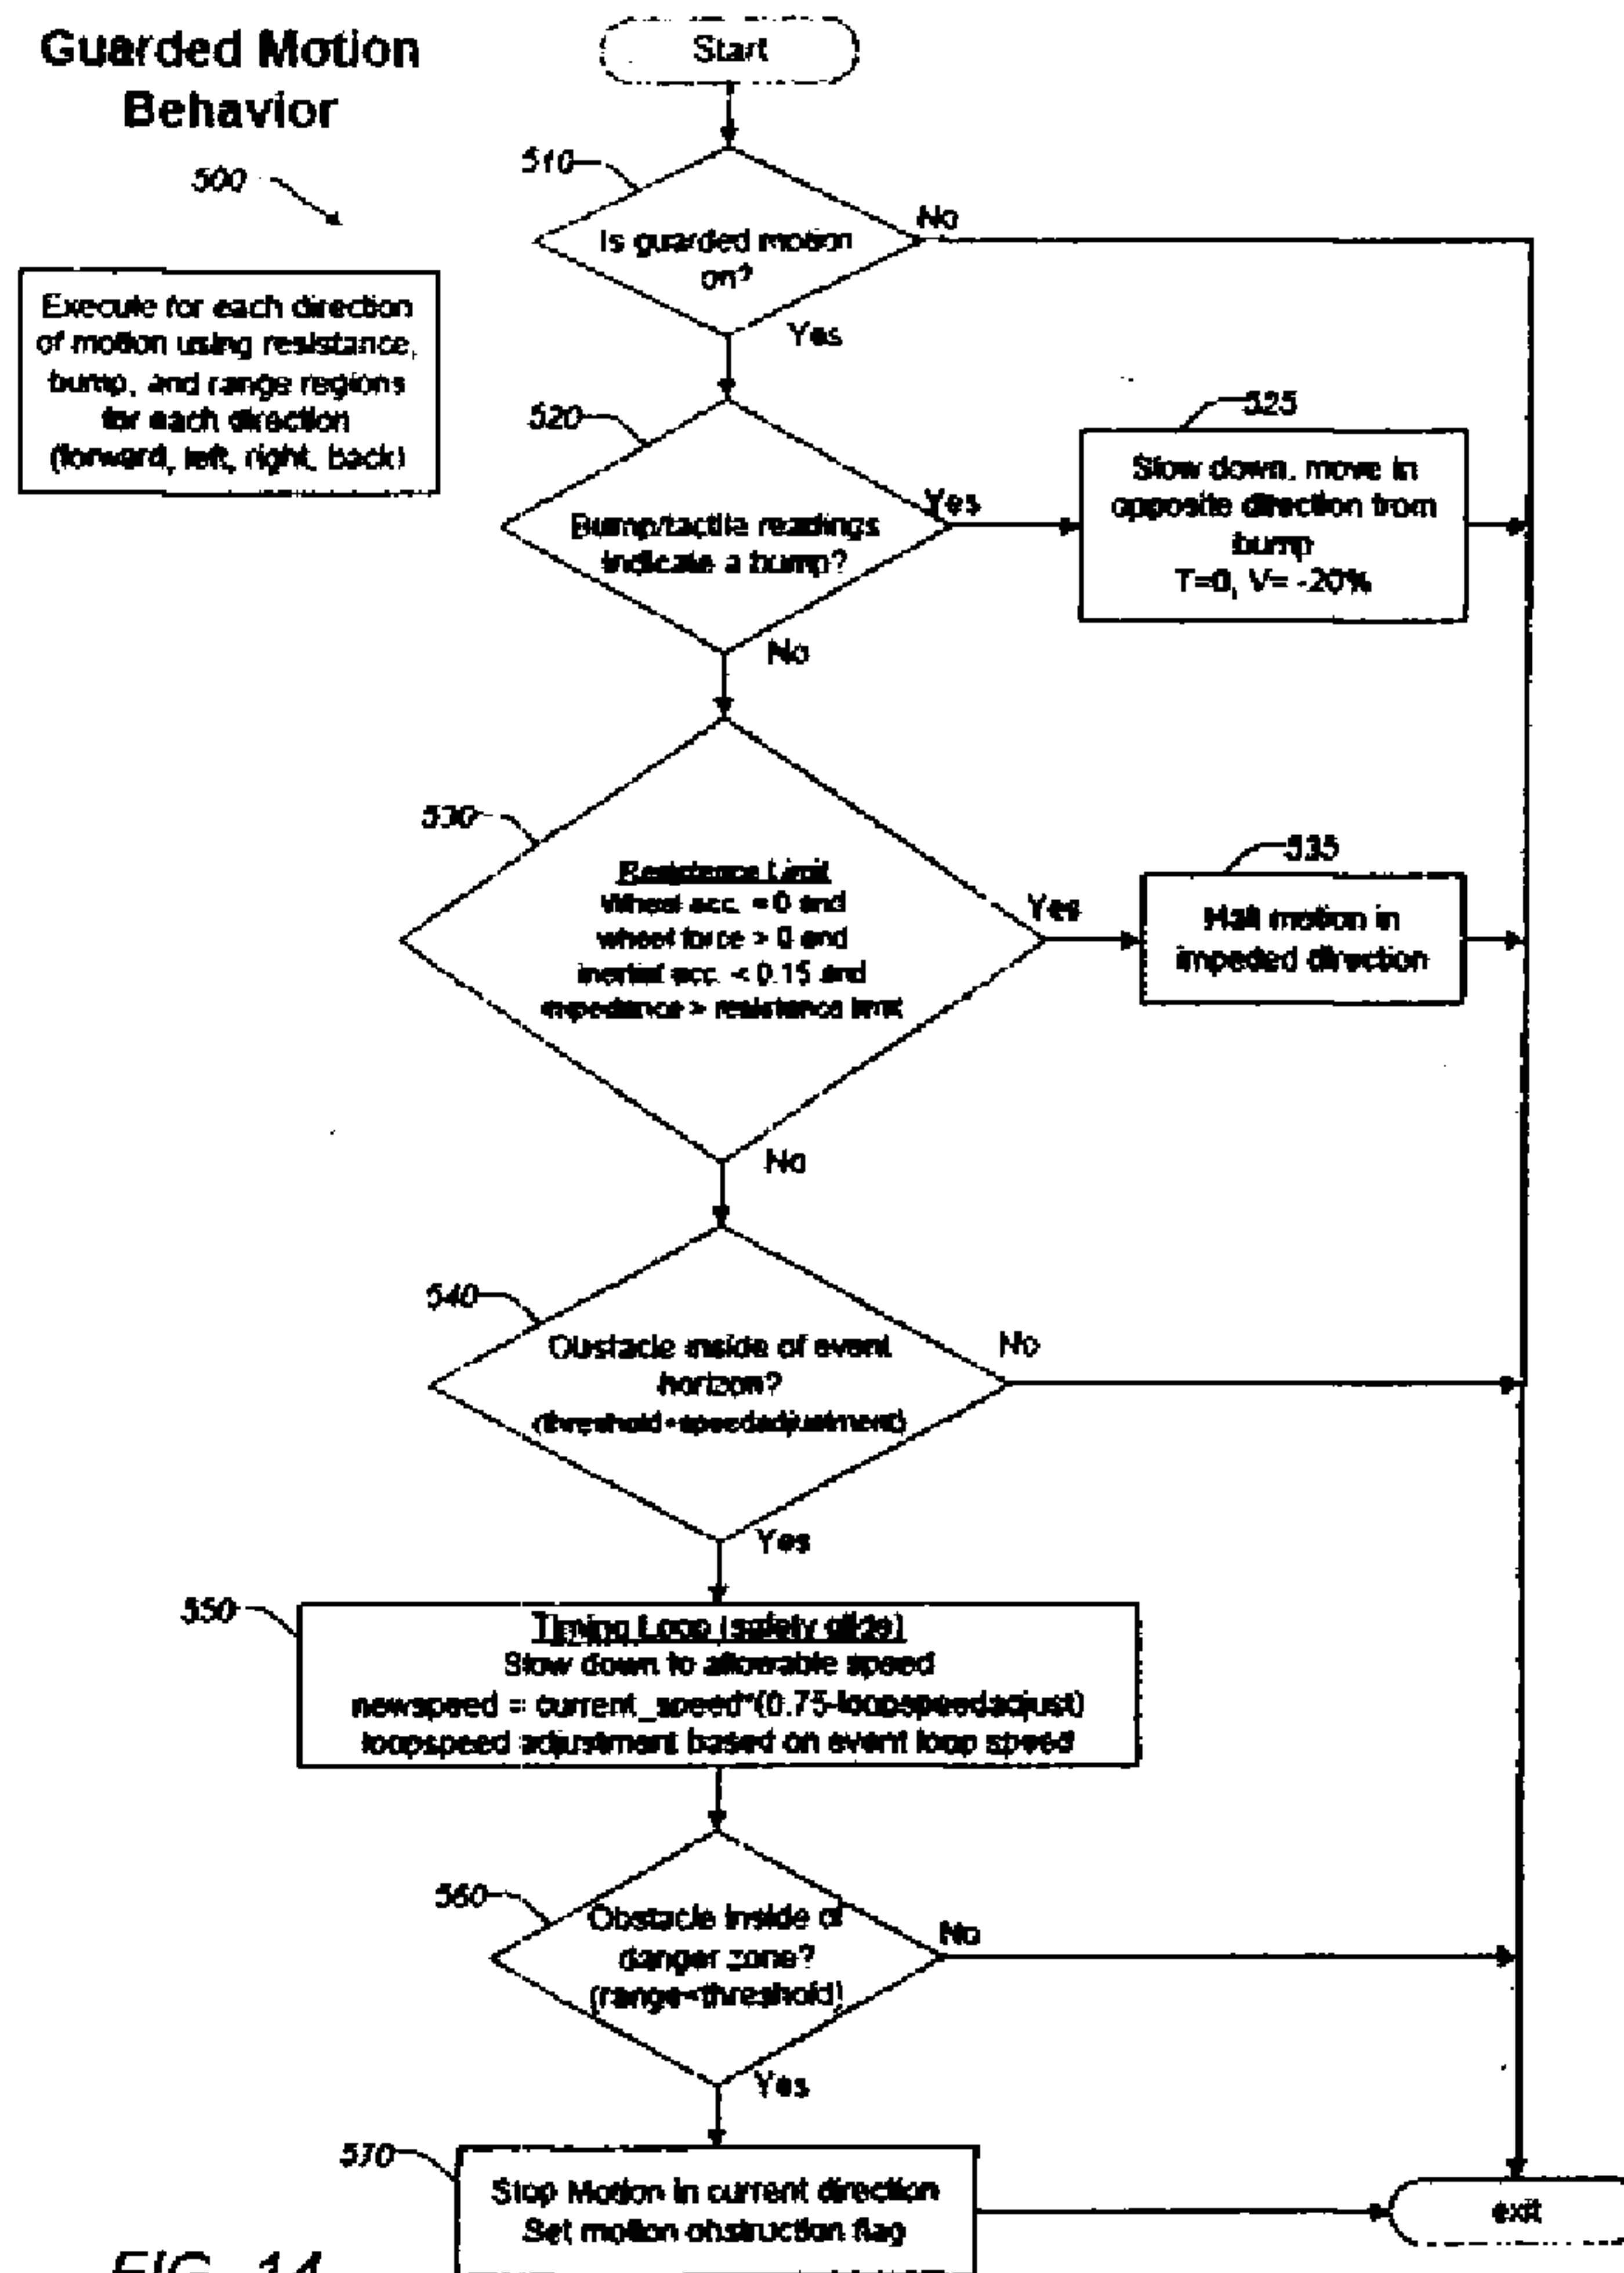 Guarded Motion
Behavior
500
Start
510
Is guarded motion
on?
No
Yes
Execute for each direction
of motion using resistance,
bump, and range regions
for each direction
(forward, left, right, back)
520
Bump/tactile readings
indicate a bump?
Yes
525
Slow down, move in
opposite direction from
bump
T=0, V= -20%
No
530
Resistence Limit
Wheel acc. = 0 and
wheel force > 0 and
inertial acc. < 0.15 and
impedance > resistance limit
Yes
535
Halt motion in
impeded direction
No
540
Obstacle inside of event
horizon?
(threshold+speedadjustment)
No
Yes
550
Timing Loop (safety glide)
Slow down to allowable speed
newspeed = current_speed*(0.75-loopspeedadjust)
loopspeed adjustment based on event loop speed
560
Obstacle inside of
danger zone?
(range<threshold)
No
Yes
570
Stop Motion in current direction
Set motion obstruction flag
exit
FIG. 14